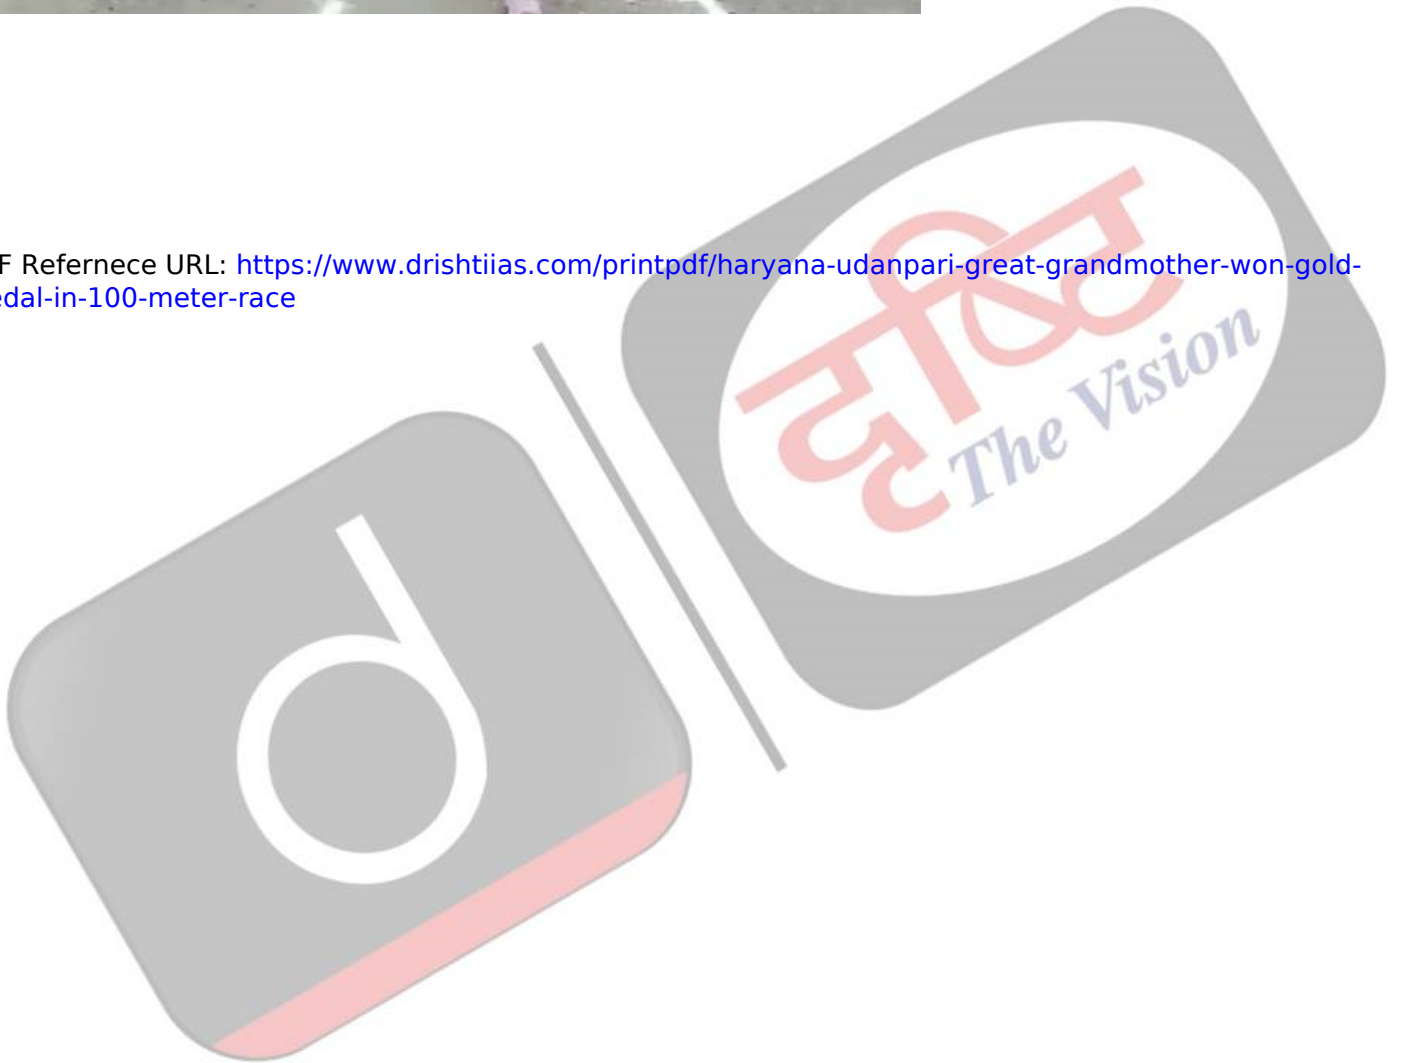 F Refernece URL: https://www.drishtiias.com/printpdf/haryana-udanpari-great-grandmother-won-gold-
edal-in-100-meter-race
दृष्टि
The Vision
d